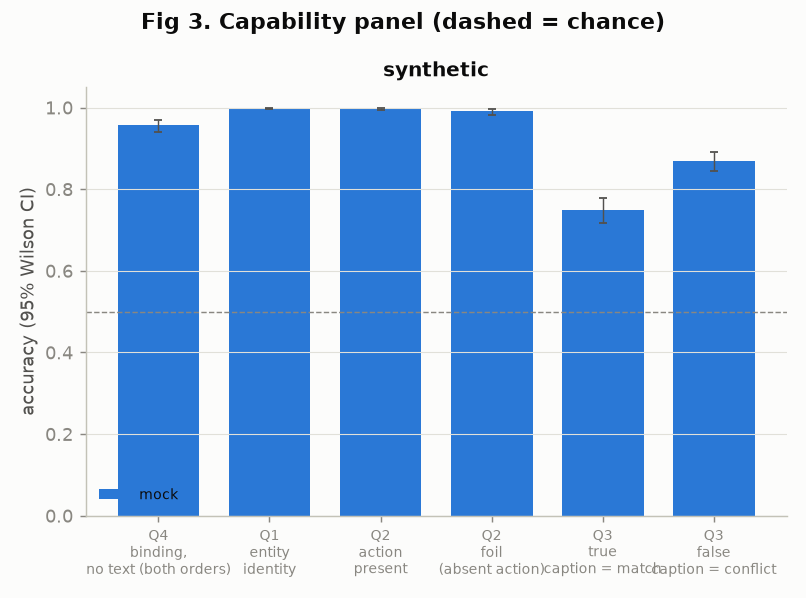 Fig 3. Capability panel (dashed = chance)
synthetic
accuracy (95% Wilson CI)
1.0
0.8
0.6
0.4
0.2
0.0
mock
Q4
binding,
no text (both orders)
Q1
entity
identity
Q2
action
present
Q2
foil
(absent action)
Q3
true
caption = match
Q3
false
caption = conflict